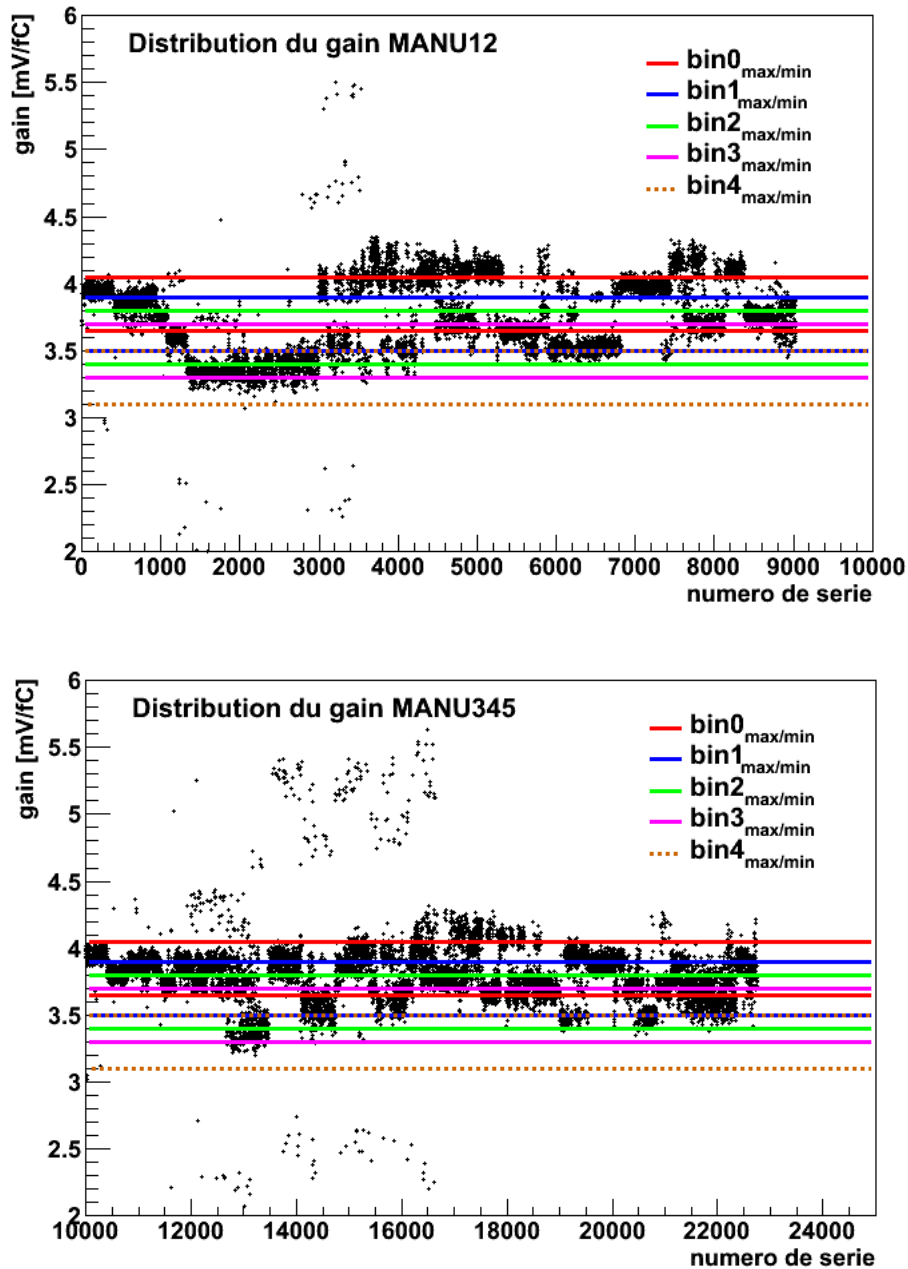 Distribution du gain MANU12
gain [mV/fC]
6
5.5
5
4.5
4
3.5
3
2.5
2
bin0max/min
bin1max/min
bin2max/min
bin3max/min
bin4max/min
0 1000 2000 3000 4000 5000 6000 7000 8000 9000 10000
numero de serie
Distribution du gain MANU345
gain [mV/fC]
6
5.5
5
4.5
4
3.5
3
2.5
2
bin0max/min
bin1max/min
bin2max/min
bin3max/min
bin4max/min
10000 12000 14000 16000 18000 20000 22000 24000
numero de serie